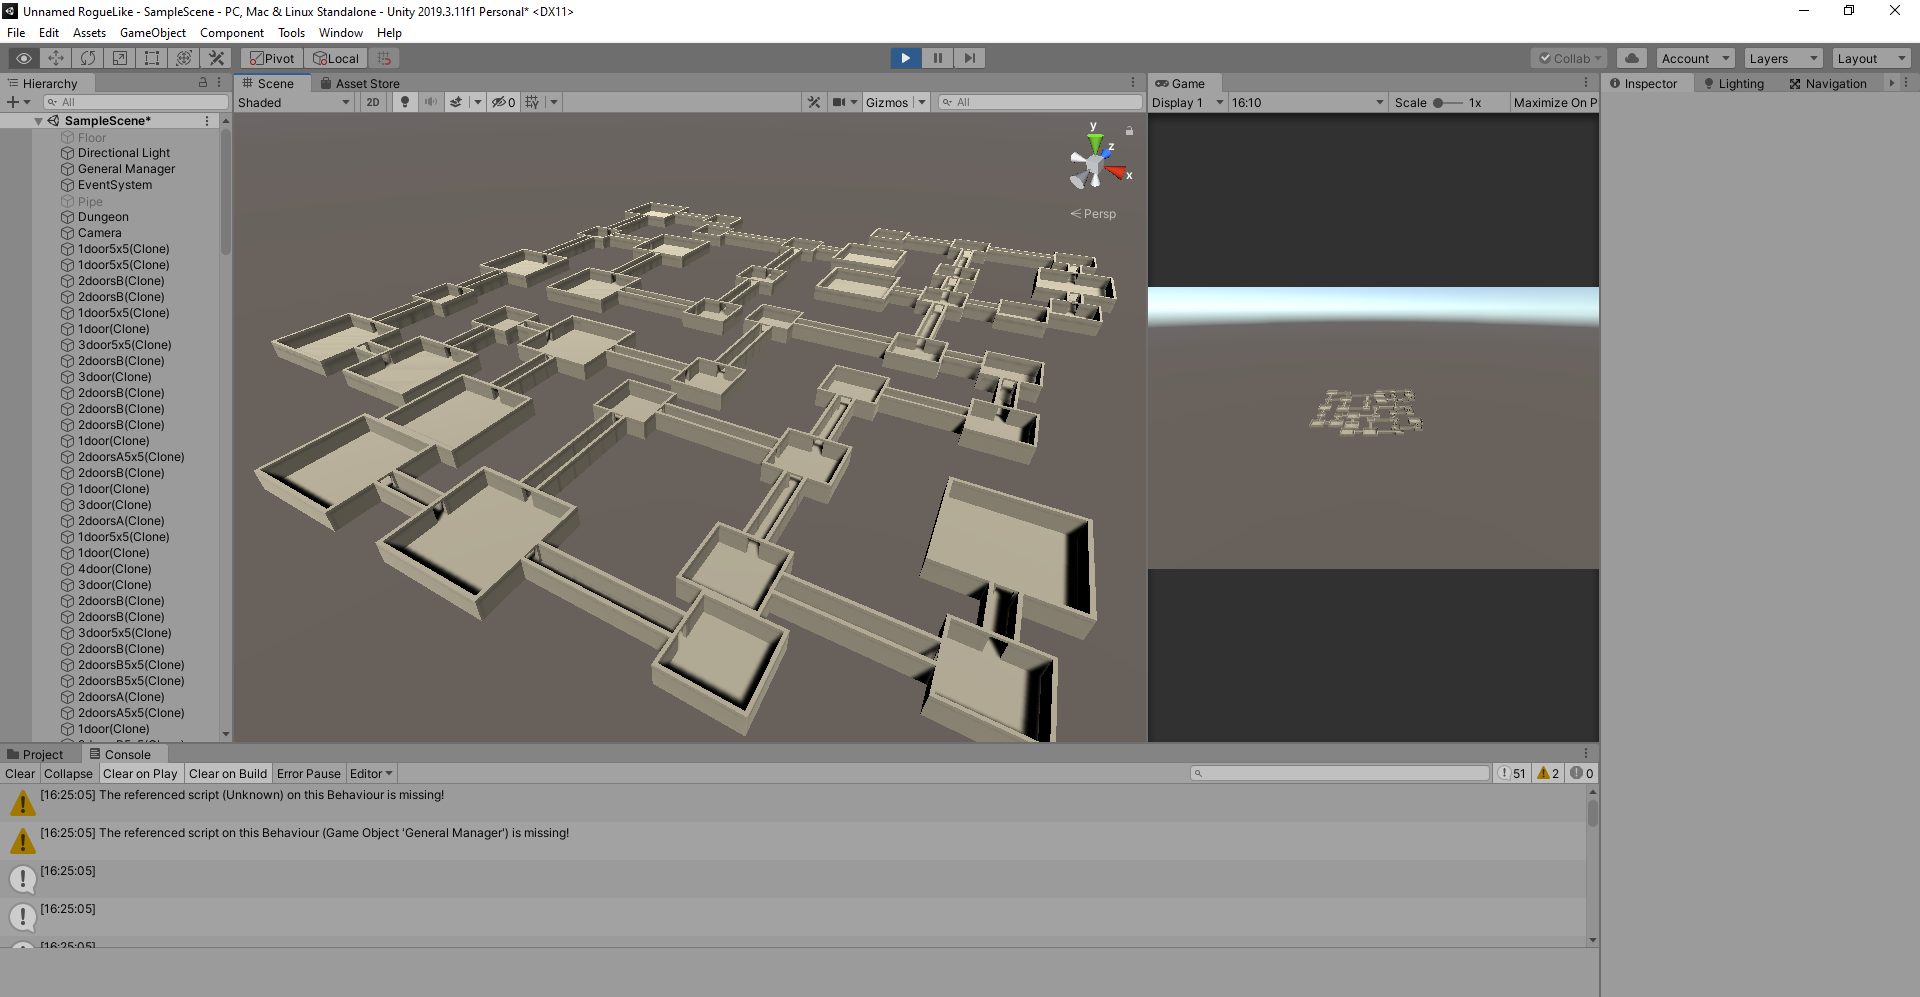 Unnamed RogueLike - SampleScene - PC, Mac & Linux Standalone - Unity 2019.3.11f1 Personal* <DX11>
File Edit Assets GameObject Component Tools Window Help
Pivot Local Collab Account Layers Layout
Hierarchy
All
SampleScene*
Floor
Directional Light
General Manager
EventSystem
Pipe
Dungeon
Camera
1door5x5(Clone)
1door5x5(Clone)
2doorsB(Clone)
2doorsB(Clone)
1door5x5(Clone)
1door(Clone)
3door5x5(Clone)
2doorsB(Clone)
3door(Clone)
2doorsB(Clone)
2doorsB(Clone)
2doorsB(Clone)
1door(Clone)
2doorsA5x5(Clone)
2doorsB(Clone)
1door(Clone)
3door(Clone)
2doorsA(Clone)
1door5x5(Clone)
1door(Clone)
4door(Clone)
3door(Clone)
2doorsB(Clone)
2doorsB(Clone)
3door5x5(Clone)
2doorsB(Clone)
2doorsB5x5(Clone)
2doorsB5x5(Clone)
2doorsA(Clone)
2doorsA5x5(Clone)
1door(Clone)
Scene Asset Store
Shaded 2D 0 Gizmos All
y
z
x
Persp
Game
Display 1 16:10 Scale 1x Maximize On P
Inspector Lighting Navigation
Project Console
Clear Collapse Clear on Play Clear on Build Error Pause Editor 51 2 0
[16:25:05] The referenced script (Unknown) on this Behaviour is missing!
[16:25:05] The referenced script on this Behaviour (Game Object 'General Manager') is missing!
[16:25:05]
[16:25:05]
[16:25:05]